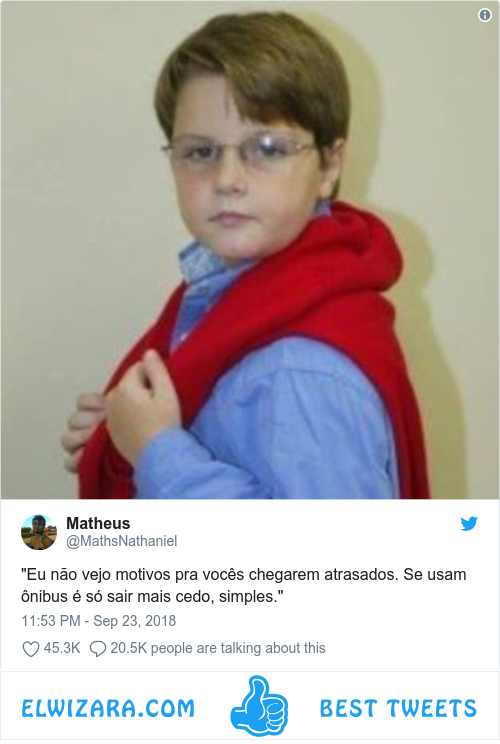 Matheus
@MathsNathaniel
"Eu não vejo motivos pra vocês chegarem atrasados. Se usam
ônibus é só sair mais cedo, simples."
11:53 PM - Sep 23, 2018
45.3K 20.5K people are talking about this
ELWIZARA.COM BEST TWEETS